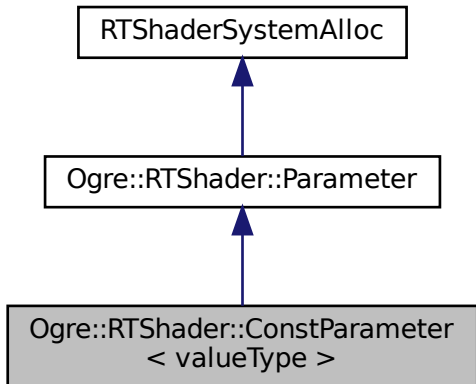 RTShaderSystemAlloc
Ogre::RTShader::Parameter
Ogre::RTShader::ConstParameter
< valueType >